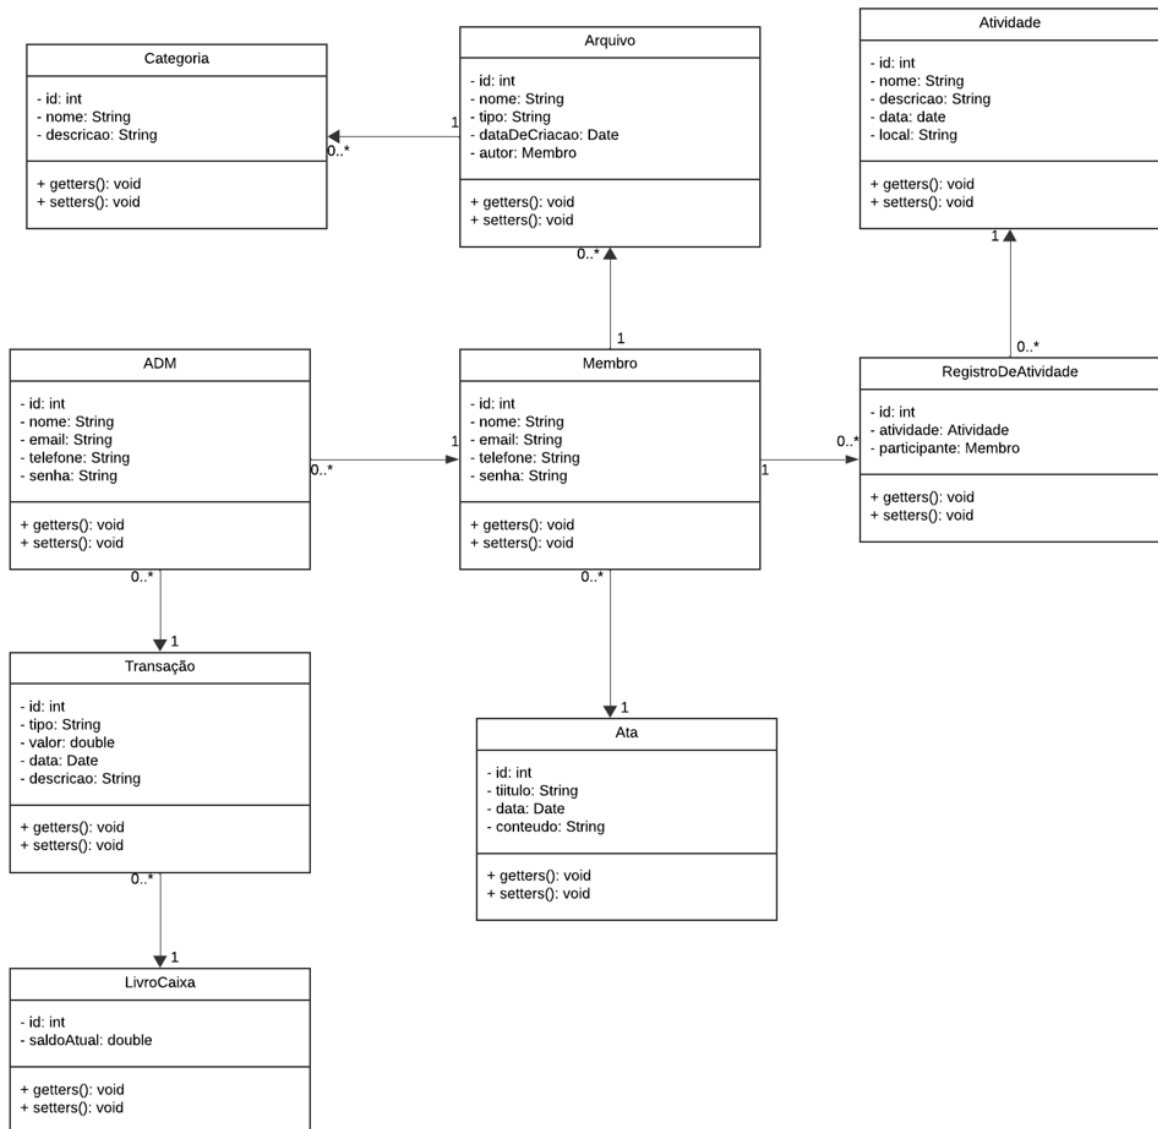 Categoria
- id: int
- nome: String
- descricao: String
+ getters(): void
+ setters(): void
Arquivo
- id: int
- nome: String
- tipo: String
- dataDeCriacao: Date
- autor: Membro
+ getters(): void
+ setters(): void
Atividade
- id: int
- nome: String
- descricao: String
- data: date
- local: String
+ getters(): void
+ setters(): void
1
0..*
0..*
1
1
0..*
ADM
- id: int
- nome: String
- email: String
- telefone: String
- senha: String
+ getters(): void
+ setters(): void
Membro
- id: int
- nome: String
- email: String
- telefone: String
- senha: String
+ getters(): void
+ setters(): void
RegistroDeAtividade
- id: int
- atividade: Atividade
- participante: Membro
+ getters(): void
+ setters(): void
1
0..*
0..*
1
0..*
1
0..*
1
Transação
- id: int
- tipo: String
- valor: double
- data: Date
- descricao: String
+ getters(): void
+ setters(): void
Ata
- id: int
- tiitulo: String
- data: Date
- conteudo: String
+ getters(): void
+ setters(): void
0..*
1
LivroCaixa
- id: int
- saldoAtual: double
+ getters(): void
+ setters(): void